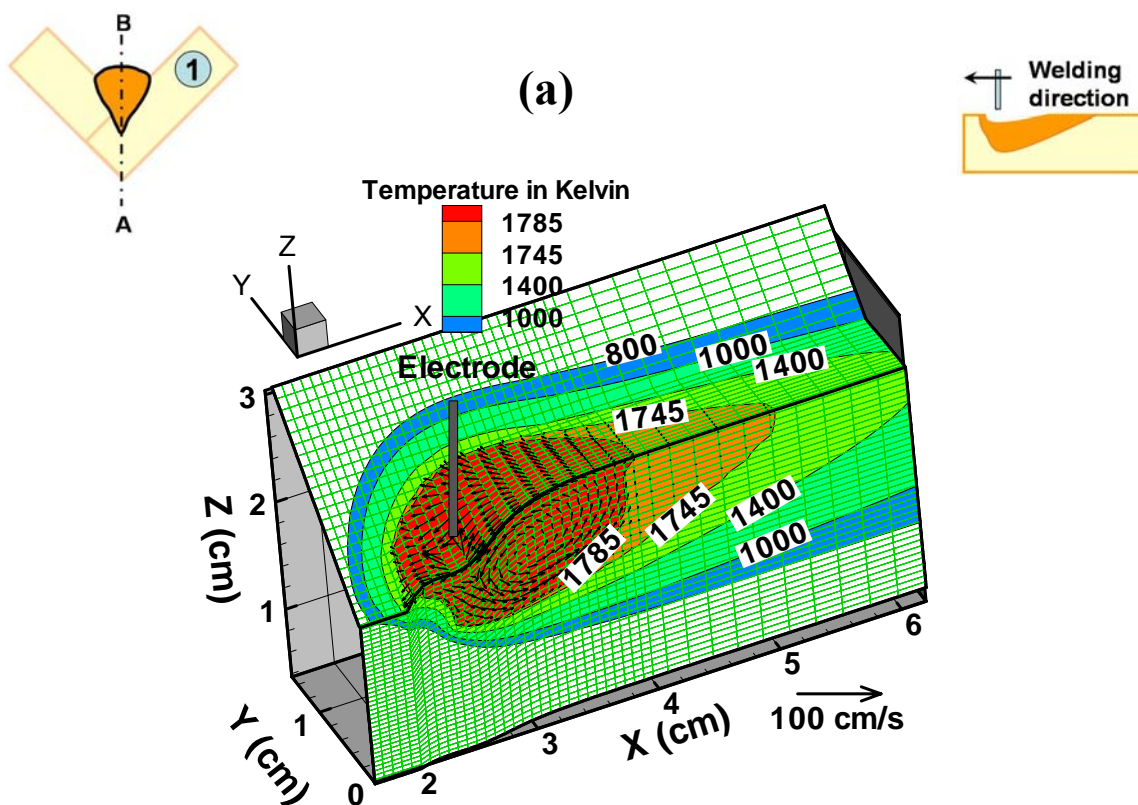 B
1
A
(a)
Welding
direction
Temperature in Kelvin
1785
1745
1400
1000
Z
Y
X
Electrode
800
1000
1400
1745
1785
1745
1400
1000
3
2
1
Z (cm)
Y (cm)
1
0
2
3
4
5
6
X (cm)
100 cm/s